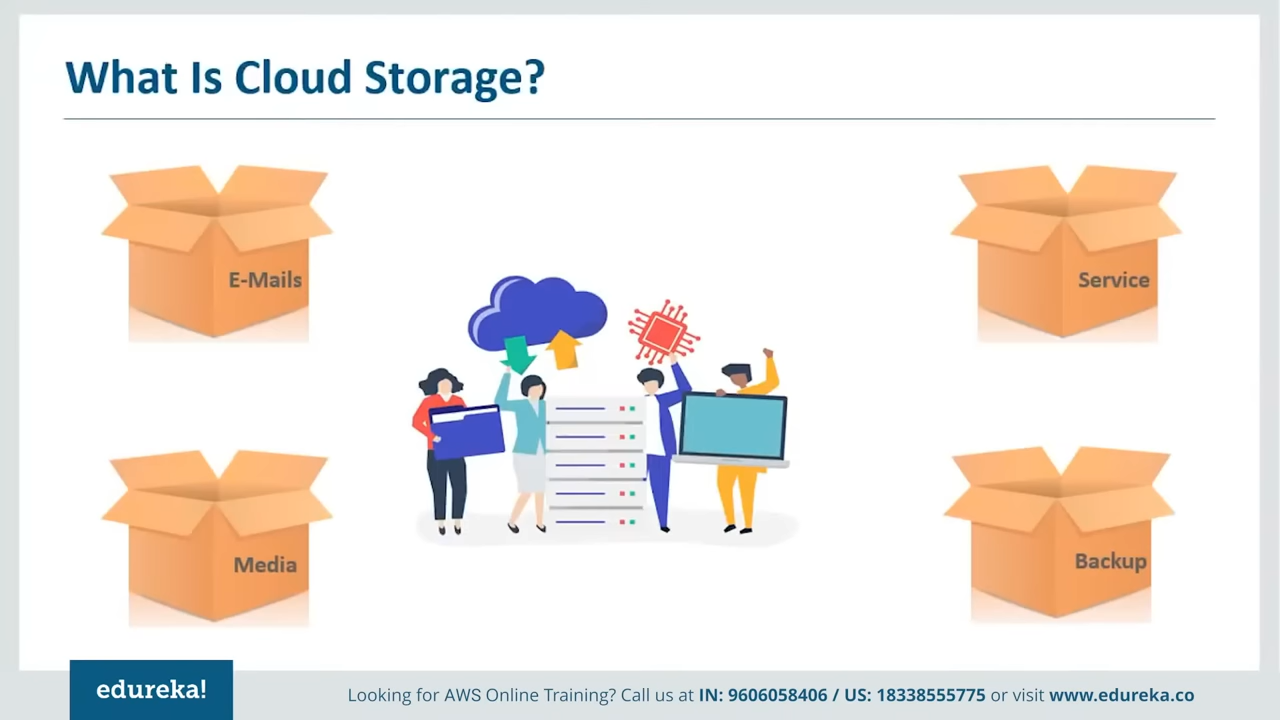 What Is Cloud Storage?
E-Mails
Service
Media
Backup
edureka!
Looking for AWS Online Training? Call us at IN: 9606058406 / US: 18338555775 or visit www.edureka.co